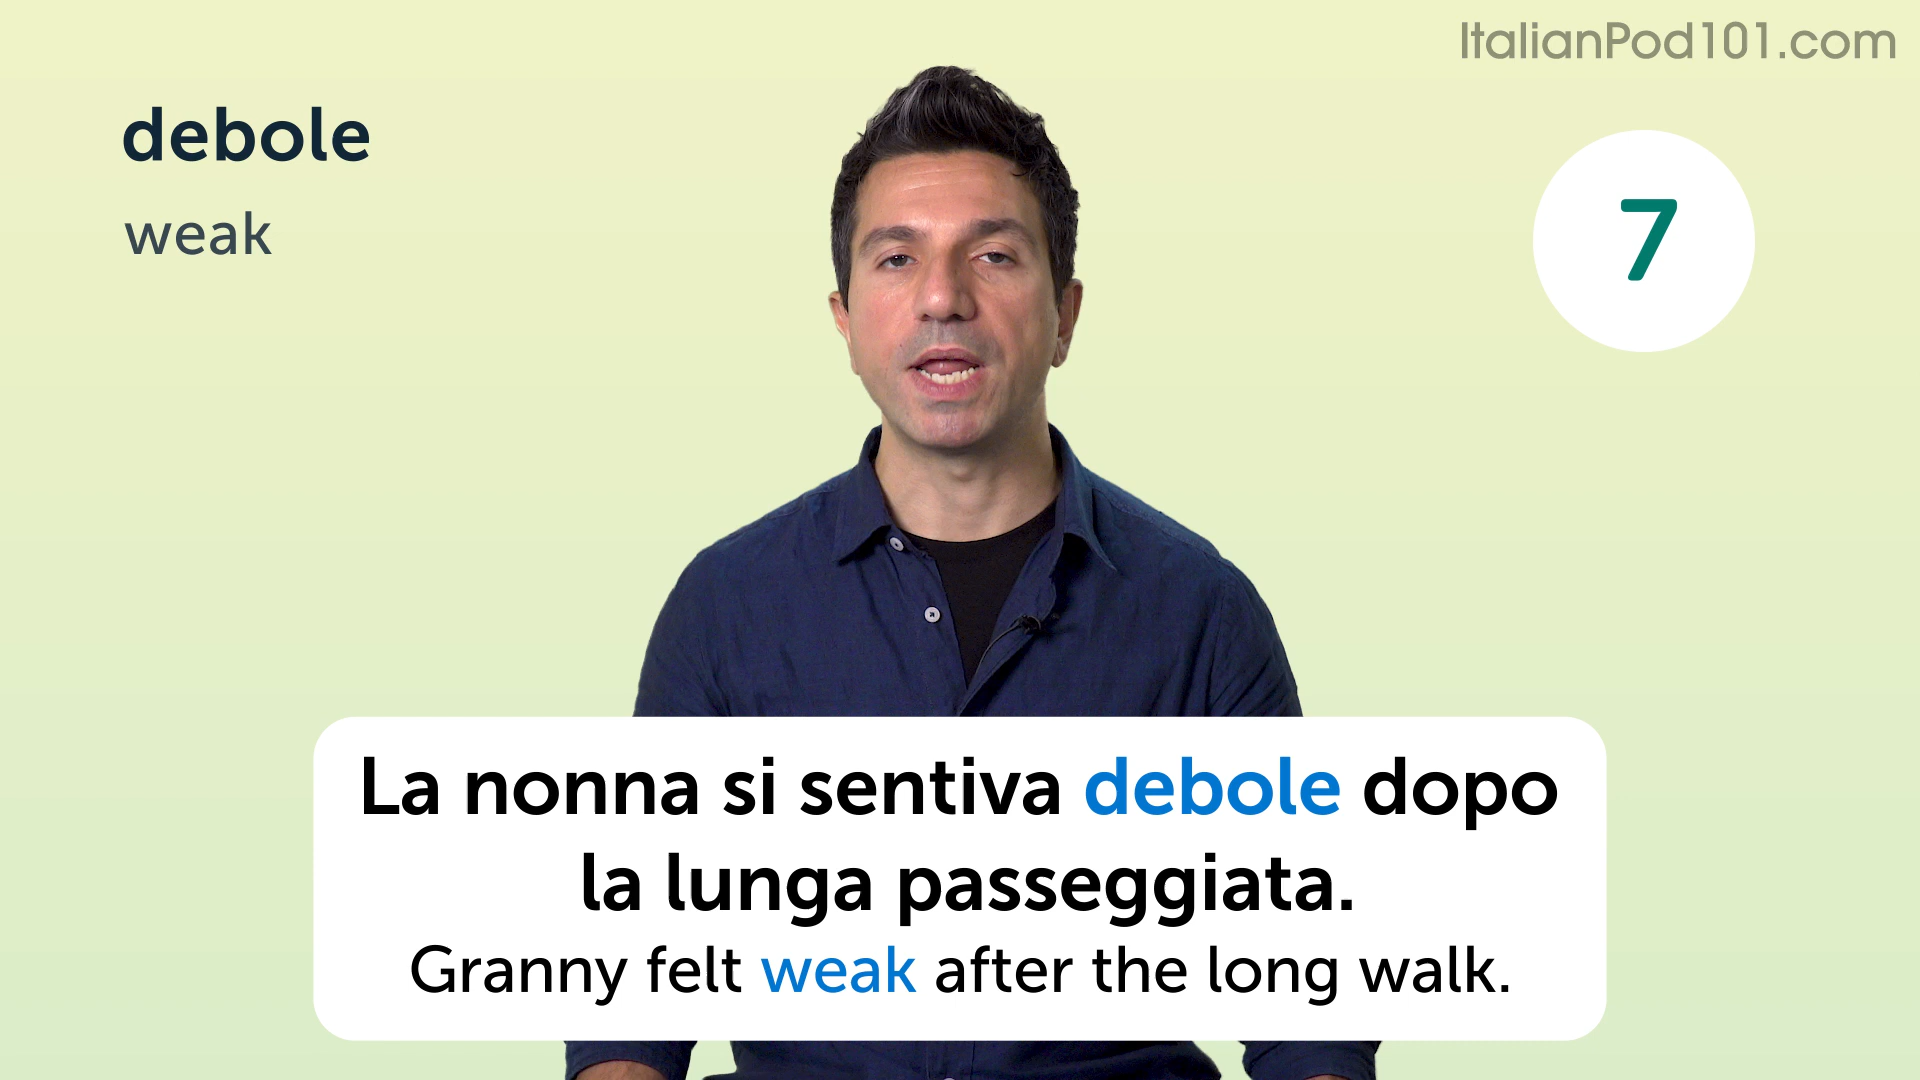 ItalianPod101.com
debole
weak
7
La nonna si sentiva debole dopo
la lunga passeggiata.
Granny felt weak after the long walk.